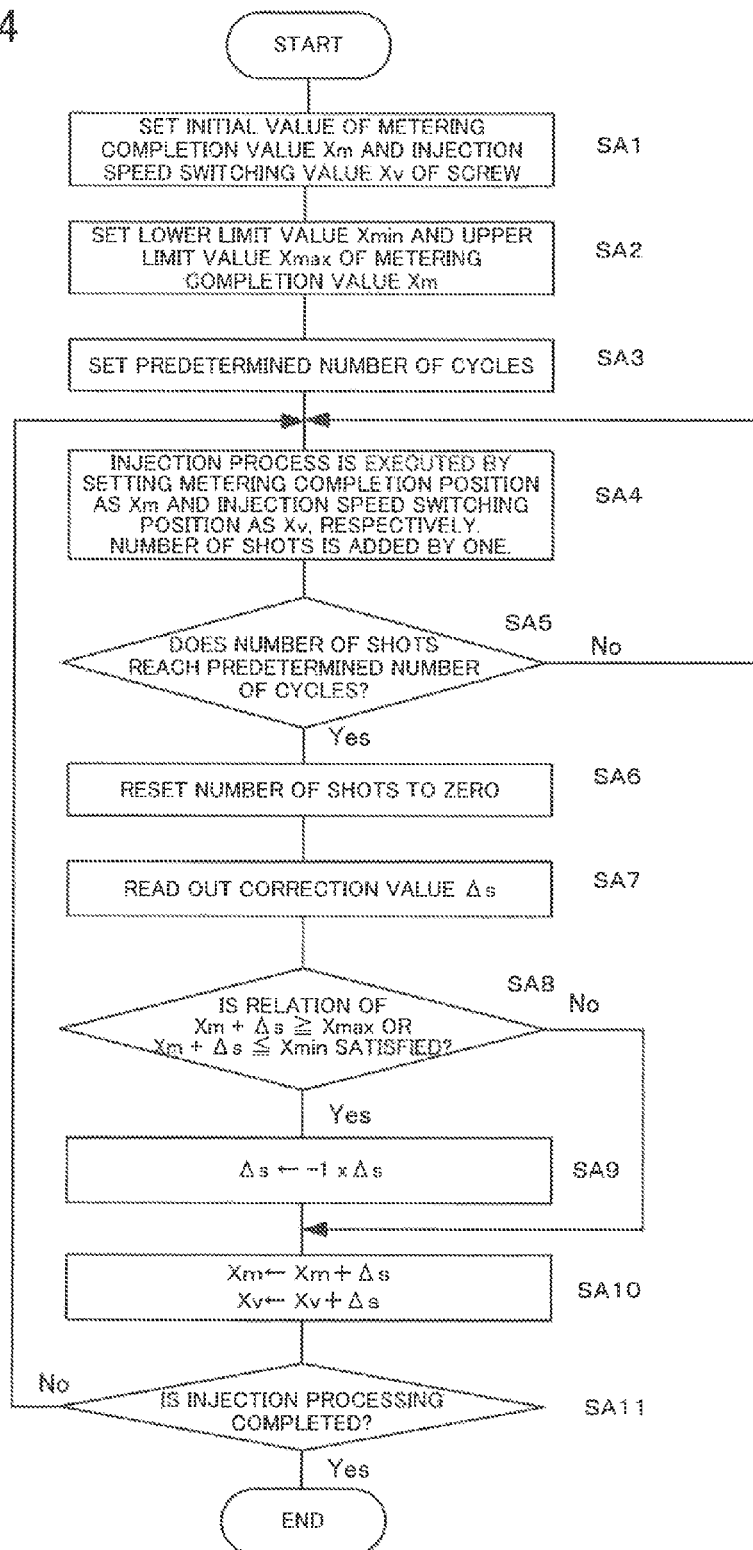 4
START
SET INITIAL VALUE OF METERING
COMPLETION VALUE Xm AND INJECTION
SPEED SWITCHING VALUE Xv OF SCREW
SA1
SET LOWER LIMIT VALUE Xmin AND UPPER
LIMIT VALUE Xmax OF METERING
COMPLETION VALUE Xm
SA2
SET PREDETERMINED NUMBER OF CYCLES
SA3
INJECTION PROCESS IS EXECUTED BY
SETTING METERING COMPLETION POSITION
AS Xm AND INJECTION SPEED SWITCHING
POSITION AS Xv, RESPECTIVELY.
NUMBER OF SHOTS IS ADDED BY ONE.
SA4
DOES NUMBER OF SHOTS
REACH PREDETERMINED NUMBER
OF CYCLES?
SA5
No
Yes
RESET NUMBER OF SHOTS TO ZERO
SA6
READ OUT CORRECTION VALUE Δs
SA7
IS RELATION OF
Xm + Δs ≧ Xmax OR
Xm + Δs ≦ Xmin SATISFIED?
SA8
No
Yes
Δs ← -1 x Δs
SA9
Xm← Xm + Δs
Xv← Xv + Δs
SA10
No
IS INJECTION PROCESSING
COMPLETED?
SA11
Yes
END